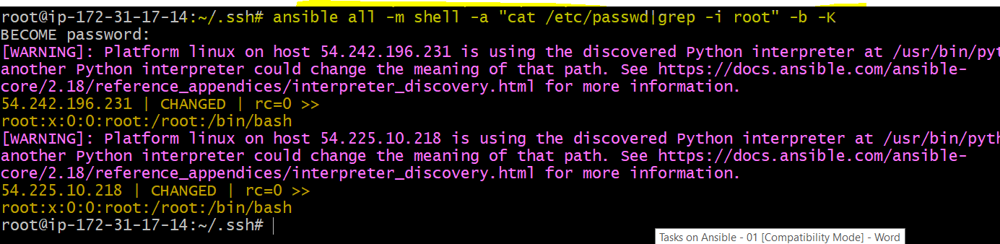 root@ip-172-31-17-14:~/.ssh# ansible all -m shell -a "cat /etc/passwd|grep -i root" -b -K
BECOME password:
[WARNING]: Platform linux on host 54.242.196.231 is using the discovered Python interpreter at /usr/bin/pyt
another Python interpreter could change the meaning of that path. See https://docs.ansible.com/ansible-
core/2.18/reference_appendices/interpreter_discovery.html for more information.
54.242.196.231 | CHANGED | rc=0 >>
root:x:0:0:root:/root:/bin/bash
[WARNING]: Platform linux on host 54.225.10.218 is using the discovered Python interpreter at /usr/bin/pyth
another Python interpreter could change the meaning of that path. See https://docs.ansible.com/ansible-
core/2.18/reference_appendices/interpreter_discovery.html for more information.
54.225.10.218 | CHANGED | rc=0 >>
root:x:0:0:root:/root:/bin/bash
root@ip-172-31-17-14:~/.ssh#
Tasks on Ansible - 01 [Compatibility Mode] - Word